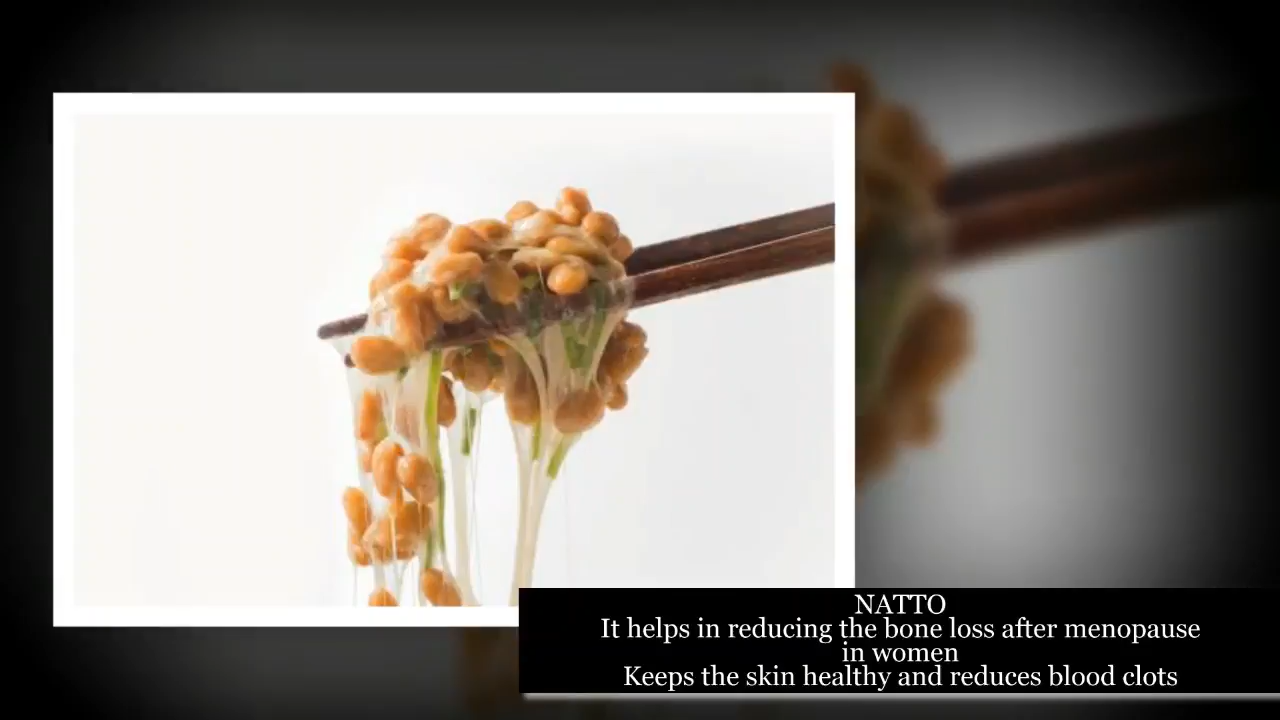 NATTO
It helps in reducing the bone loss after menopause
in women
Keeps the skin healthy and reduces blood clots